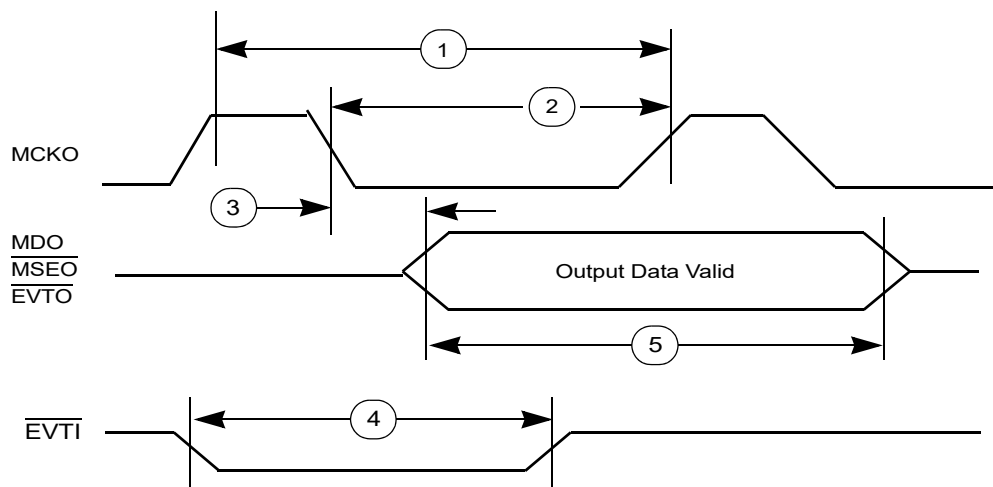 1
2
MCKO
3
MDO
MSEO
EVTO
Output Data Valid
5
4
EVTI